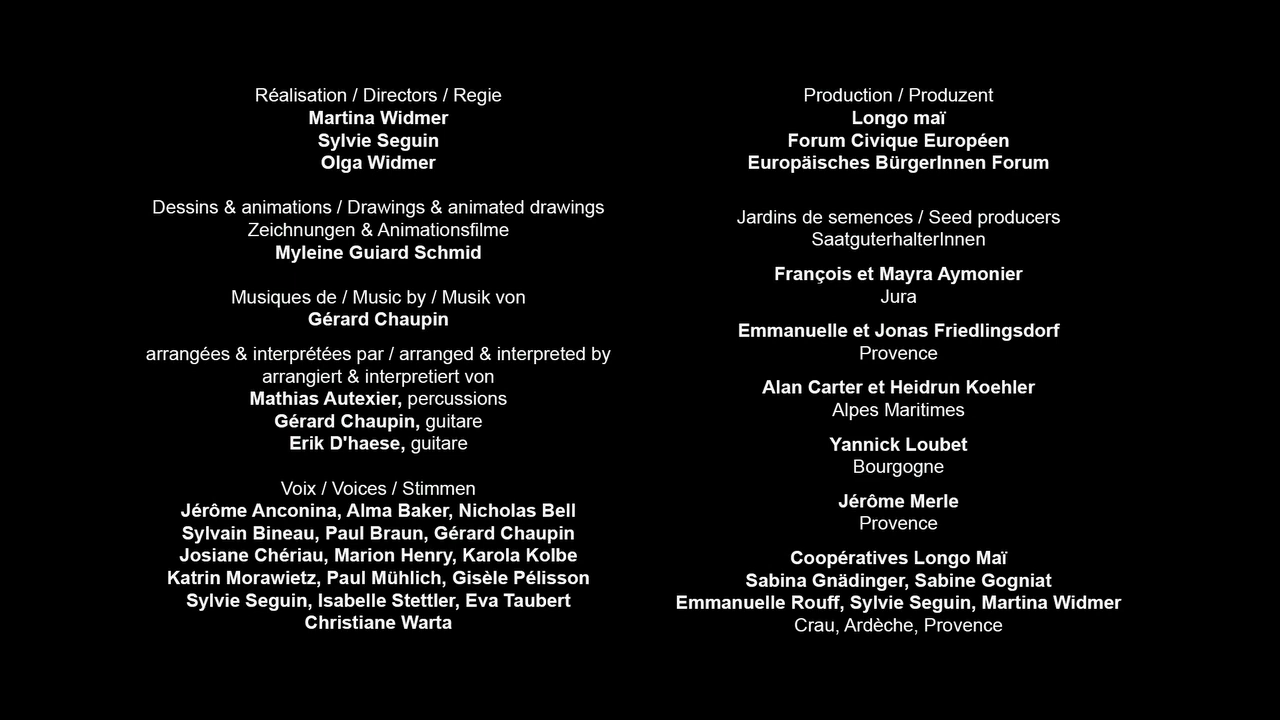 Réalisation / Directors / Regie
Martina Widmer
Sylvie Seguin
Olga Widmer
Dessins & animations / Drawings & animated drawings
Zeichnungen & Animationsfilme
Myleine Guiard Schmid
Musiques de / Music by / Musik von
Gérard Chaupin
arrangées & interprétées par / arranged & interpreted by
arrangiert & interpretiert von
Mathias Autexier, percussions
Gérard Chaupin, guitare
Erik D'haese, guitare
Voix / Voices / Stimmen
Jérôme Anconina, Alma Baker, Nicholas Bell
Sylvain Bineau, Paul Braun, Gérard Chaupin
Josiane Chériau, Marion Henry, Karola Kolbe
Katrin Morawietz, Paul Mühlich, Gisèle Pélisson
Sylvie Seguin, Isabelle Stettler, Eva Taubert
Christiane Warta
Production / Produzent
Longo maï
Forum Civique Européen
Europäisches BürgerInnen Forum
Jardins de semences / Seed producers
SaatguterhalterInnen
François et Mayra Aymonier
Jura
Emmanuelle et Jonas Friedlingsdorf
Provence
Alan Carter et Heidrun Koehler
Alpes Maritimes
Yannick Loubet
Bourgogne
Jérôme Merle
Provence
Coopératives Longo Maï
Sabina Gnädinger, Sabine Gogniat
Emmanuelle Rouff, Sylvie Seguin, Martina Widmer
Crau, Ardèche, Provence